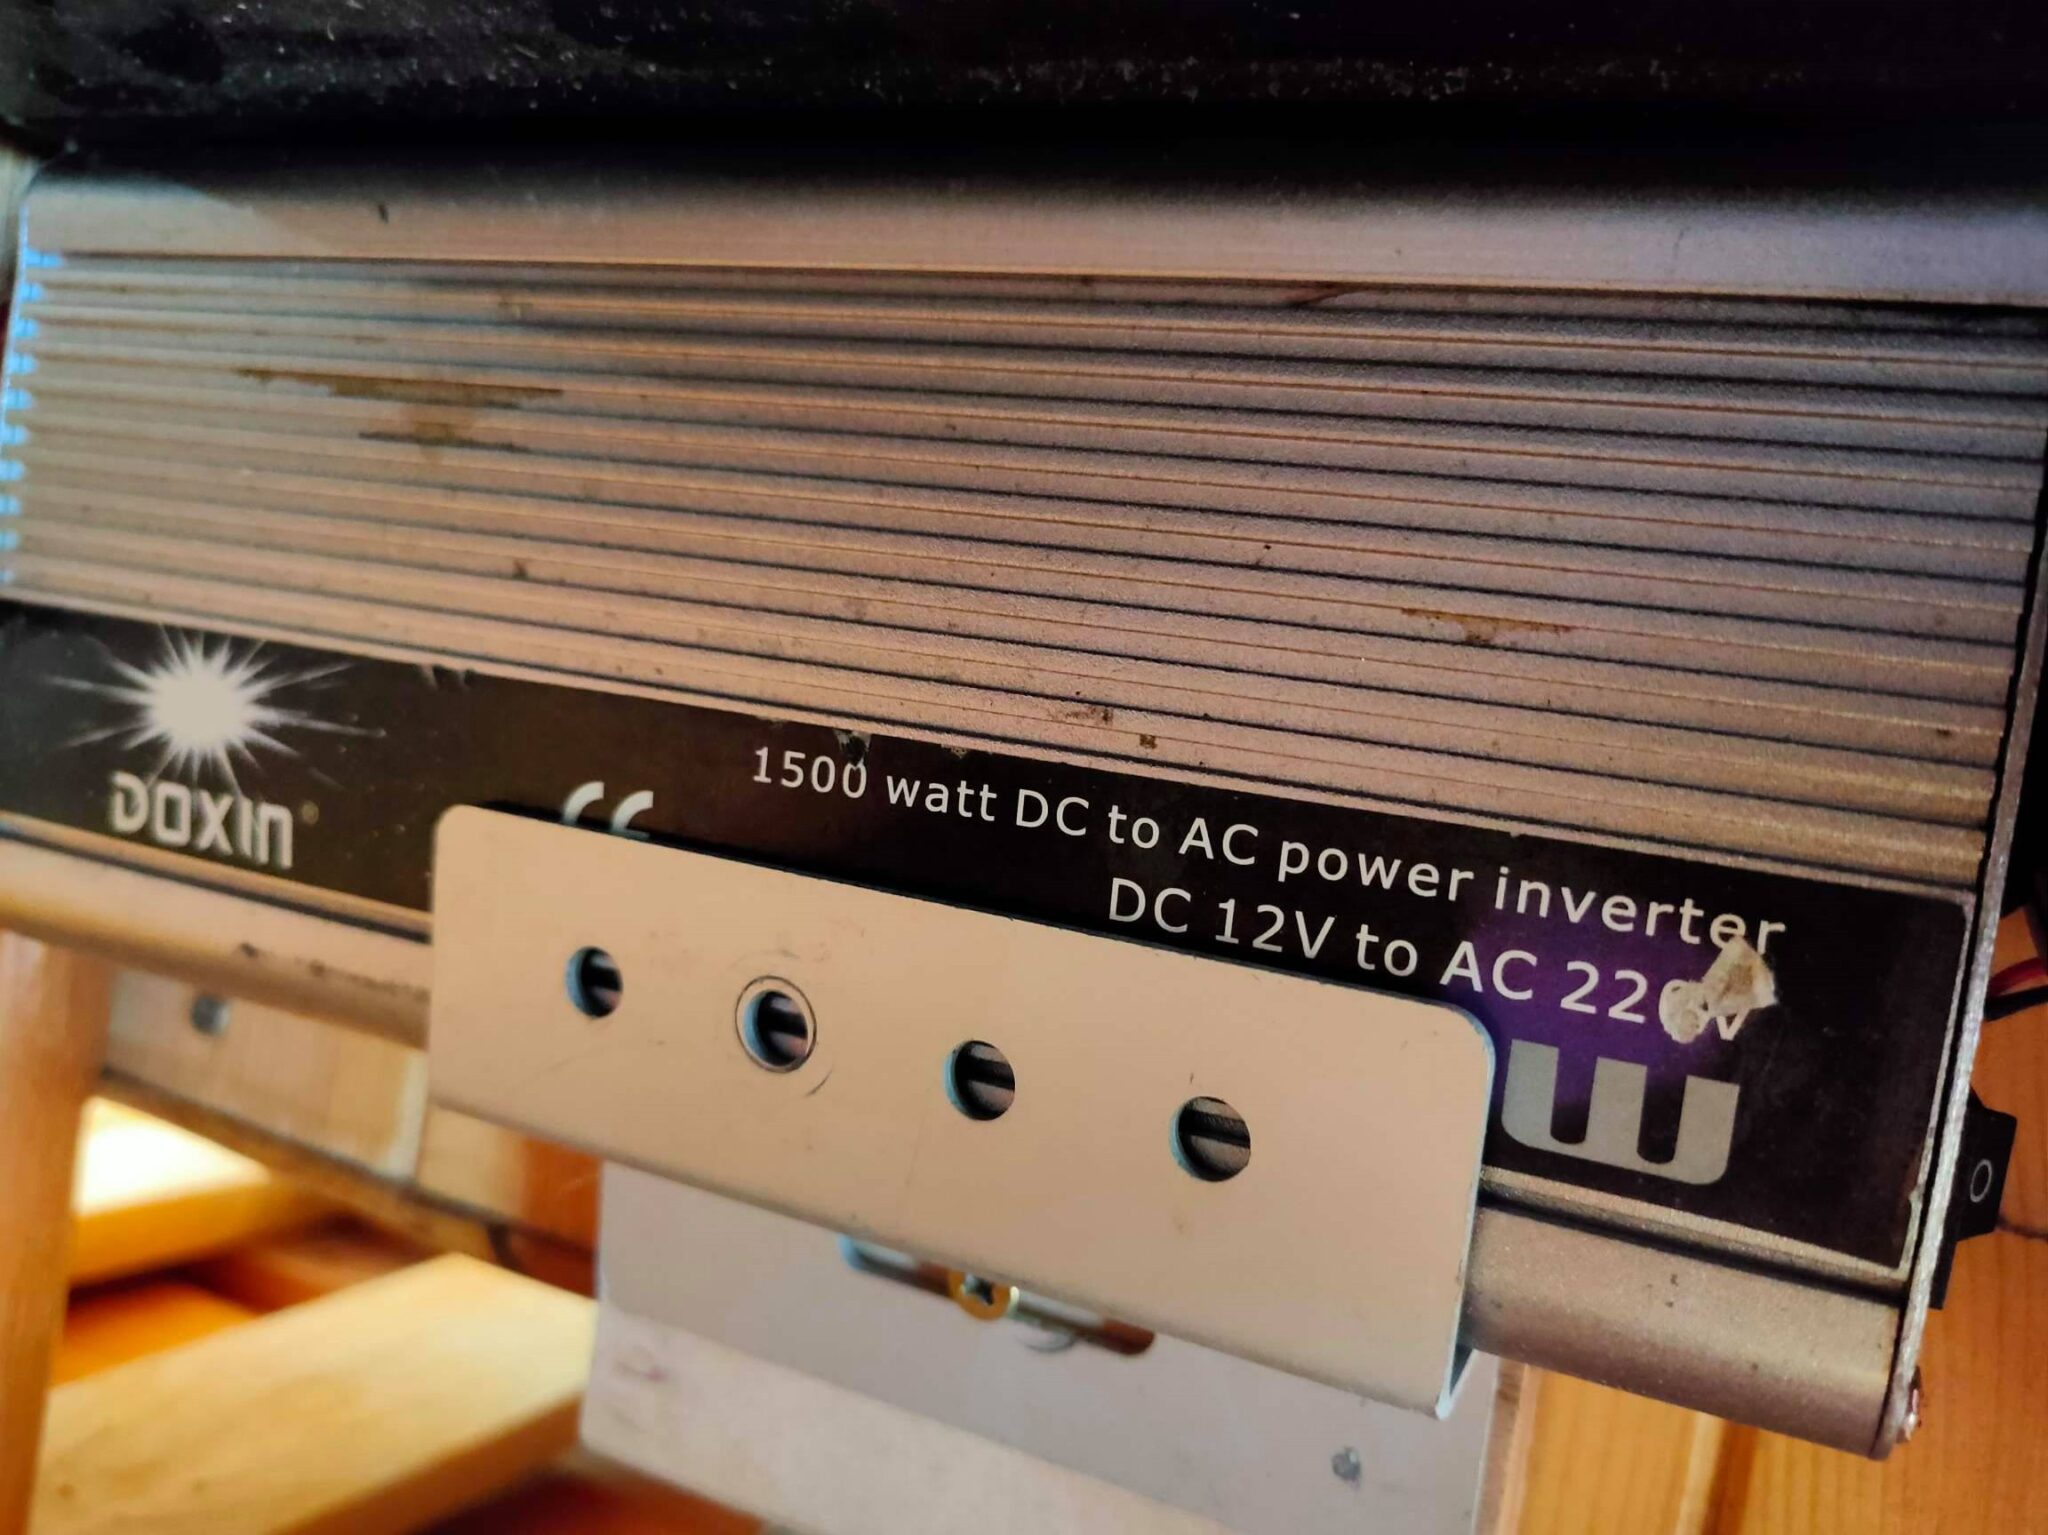 DOXIN
1500 watt DC to AC power inverter
DC 12V to AC 220V
W
O